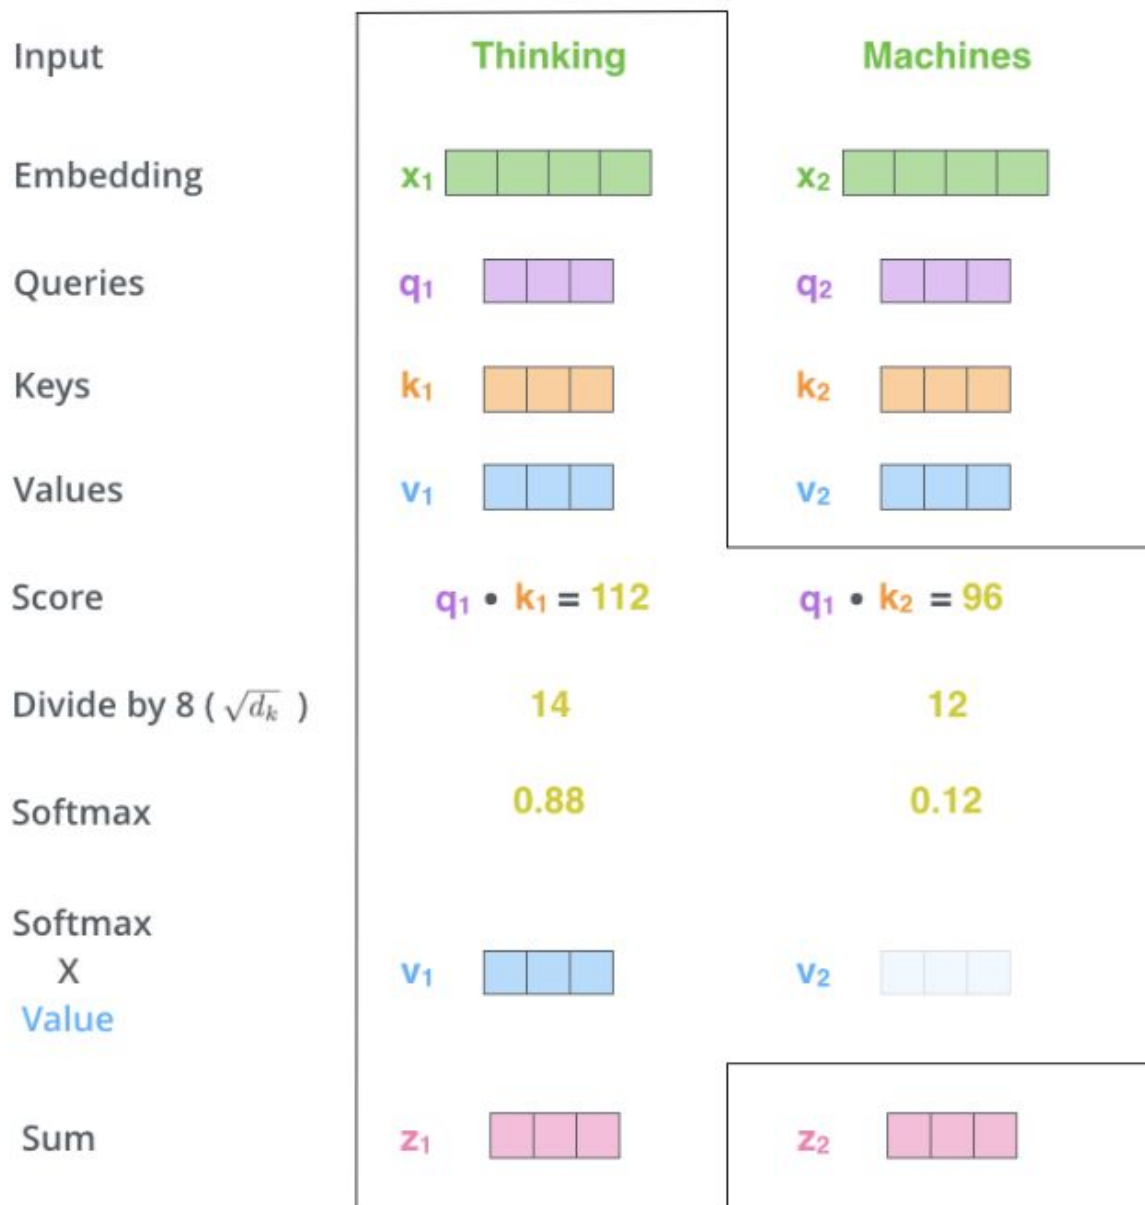 Input Thinking Machines
Embedding x₁ x₂
Queries q₁ q₂
Keys k₁ k₂
Values v₁ v₂
Score q₁ • k₁ = 112 q₁ • k₂ = 96
Divide by 8 ( √dₖ ) 14 12
Softmax 0.88 0.12
Softmax
X v₁ v₂
Value
Sum z₁ z₂